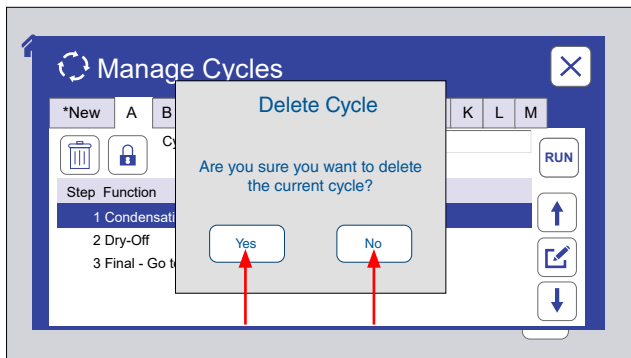 Manage Cycles
*New A B K L M
Delete Cycle
Are you sure you want to delete
the current cycle?
Yes No
RUN
Step Function
1 Condensati
2 Dry-Off
3 Final - Go t